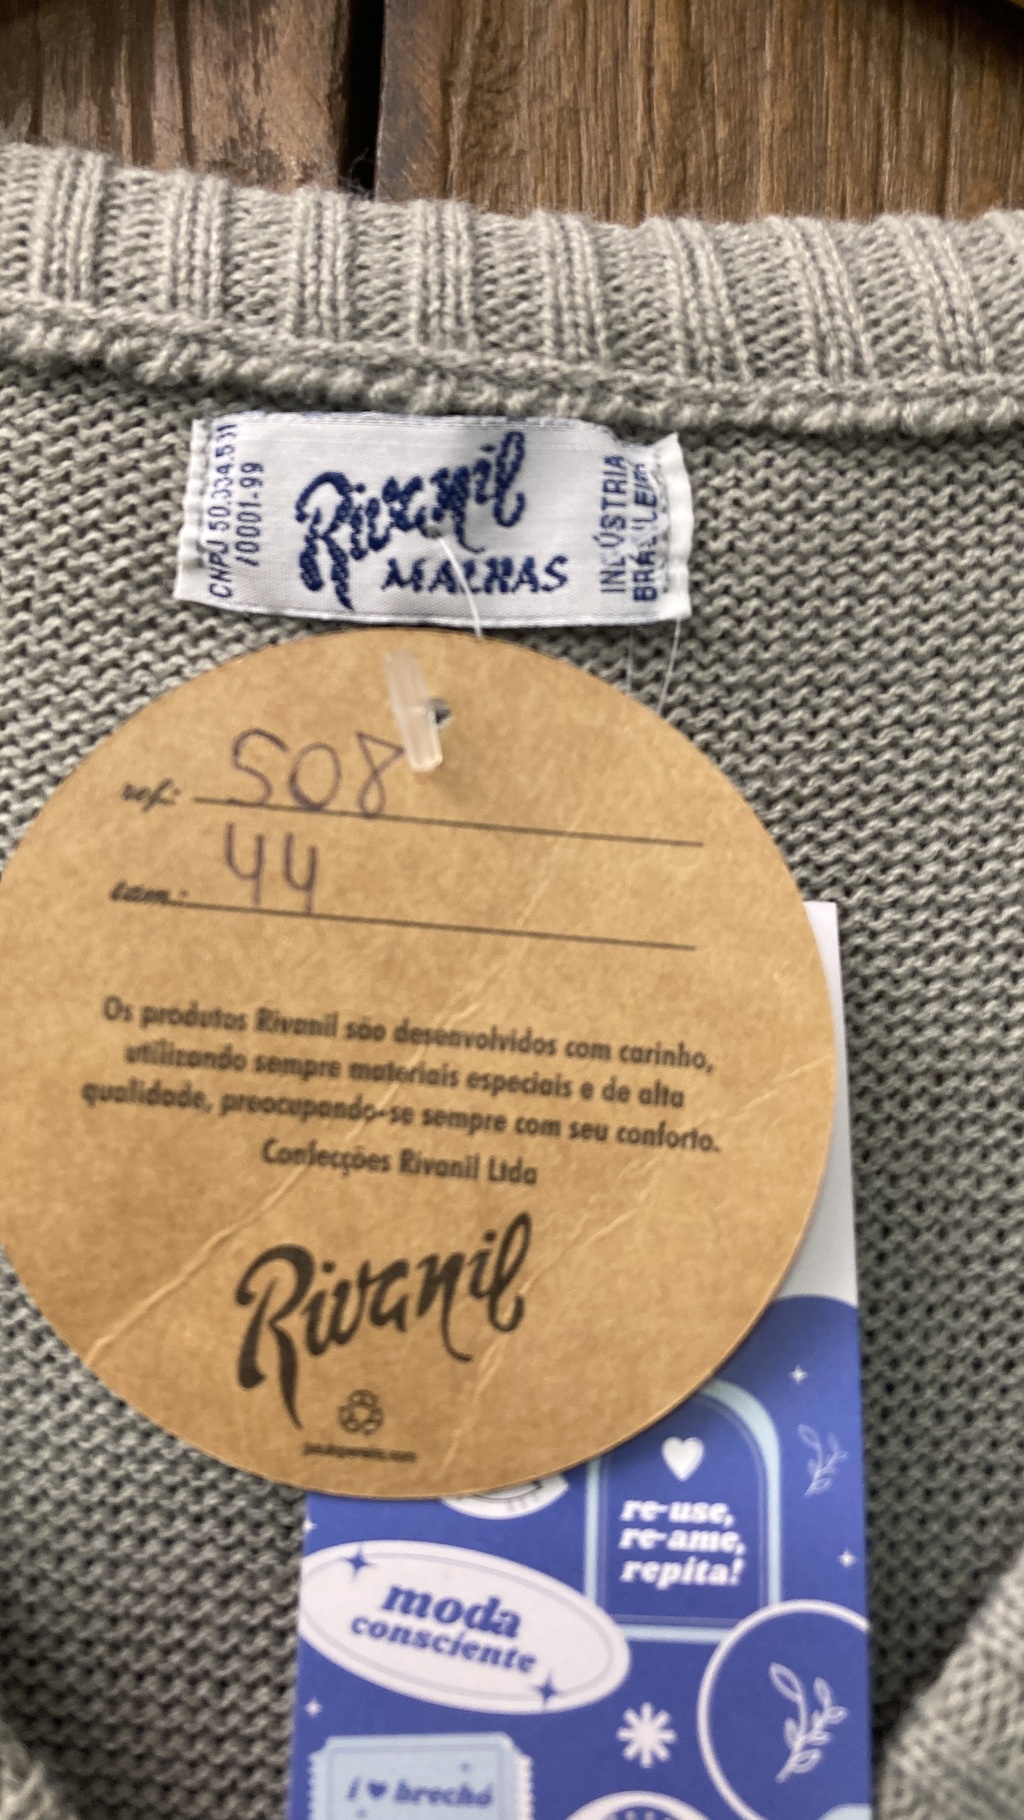 CNPJ 50.334.511
/0001-99
Rivanil
MALHAS
INDÚSTRIA
BRASILEIRA
ref: 508
tam.: 44
Os produtos Rivanil são desenvolvidos com carinho,
utilizando sempre materiais especiais e de alta
qualidade, preocupando-se sempre com seu conforto.
Confecções Rivanil Ltda
Rivanil
re-use,
re-ame,
repita!
moda
consciente
i ♥ brechó